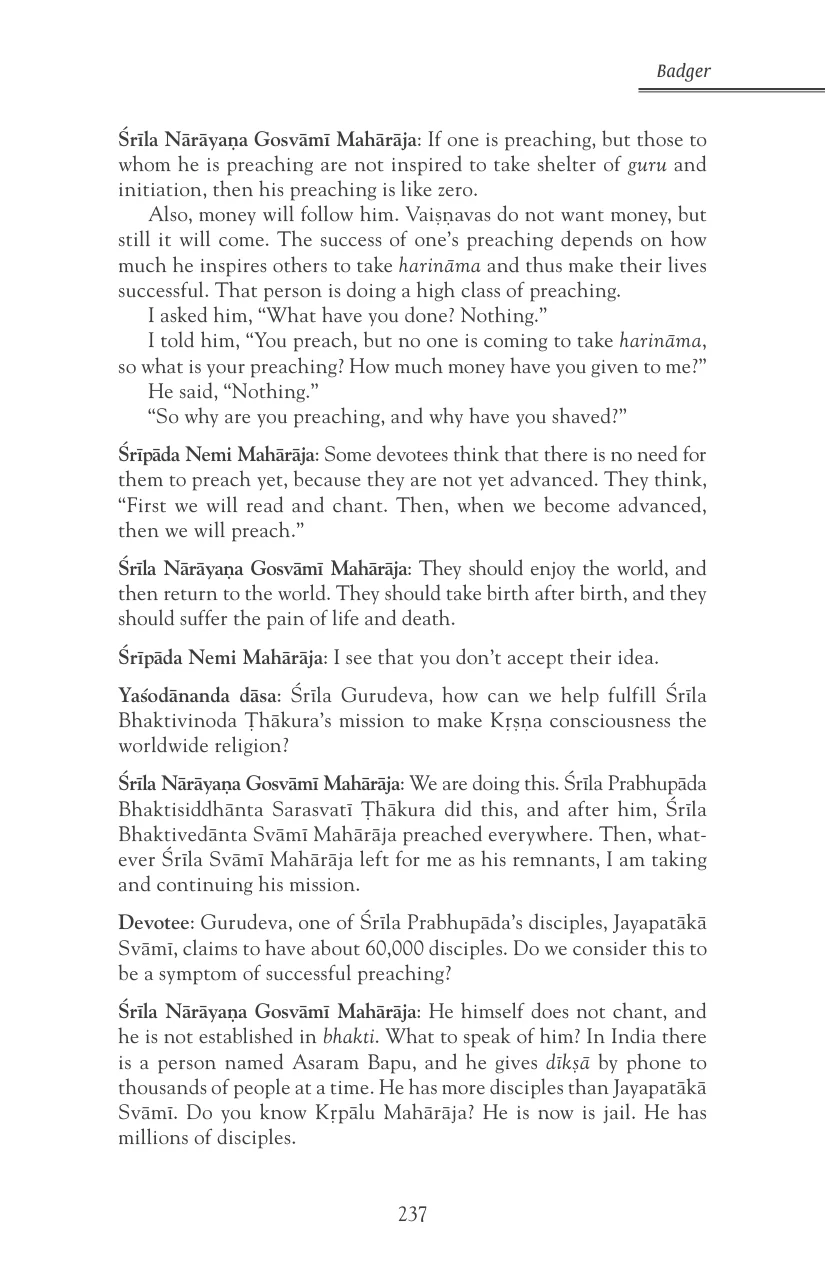 Badger
Śrīla Nārāyaṇa Gosvāmī Mahārāja: If one is preaching, but those to
whom he is preaching are not inspired to take shelter of guru and
initiation, then his preaching is like zero.
Also, money will follow him. Vaiṣṇavas do not want money, but
still it will come. The success of one’s preaching depends on how
much he inspires others to take harināma and thus make their lives
successful. That person is doing a high class of preaching.
I asked him, “What have you done? Nothing.”
I told him, “You preach, but no one is coming to take harināma,
so what is your preaching? How much money have you given to me?”
He said, “Nothing.”
“So why are you preaching, and why have you shaved?”
Śrīpāda Nemi Mahārāja: Some devotees think that there is no need for
them to preach yet, because they are not yet advanced. They think,
“First we will read and chant. Then, when we become advanced,
then we will preach.”
Śrīla Nārāyaṇa Gosvāmī Mahārāja: They should enjoy the world, and
then return to the world. They should take birth after birth, and they
should suffer the pain of life and death.
Śrīpāda Nemi Mahārāja: I see that you don’t accept their idea.
Yaśodānanda dāsa: Śrīla Gurudeva, how can we help fulfill Śrīla
Bhaktivinoda Ṭhākura’s mission to make Kṛṣṇa consciousness the
worldwide religion?
Śrīla Nārāyaṇa Gosvāmī Mahārāja: We are doing this. Śrīla Prabhupāda
Bhaktisiddhānta Sarasvatī Ṭhākura did this, and after him, Śrīla
Bhaktivedānta Svāmī Mahārāja preached everywhere. Then, what-
ever Śrīla Svāmī Mahārāja left for me as his remnants, I am taking
and continuing his mission.
Devotee: Gurudeva, one of Śrīla Prabhupāda’s disciples, Jayapatākā
Svāmī, claims to have about 60,000 disciples. Do we consider this to
be a symptom of successful preaching?
Śrīla Nārāyaṇa Gosvāmī Mahārāja: He himself does not chant, and
he is not established in bhakti. What to speak of him? In India there
is a person named Asaram Bapu, and he gives dīkṣā by phone to
thousands of people at a time. He has more disciples than Jayapatākā
Svāmī. Do you know Kṛpālu Mahārāja? He is now is jail. He has
millions of disciples.
237